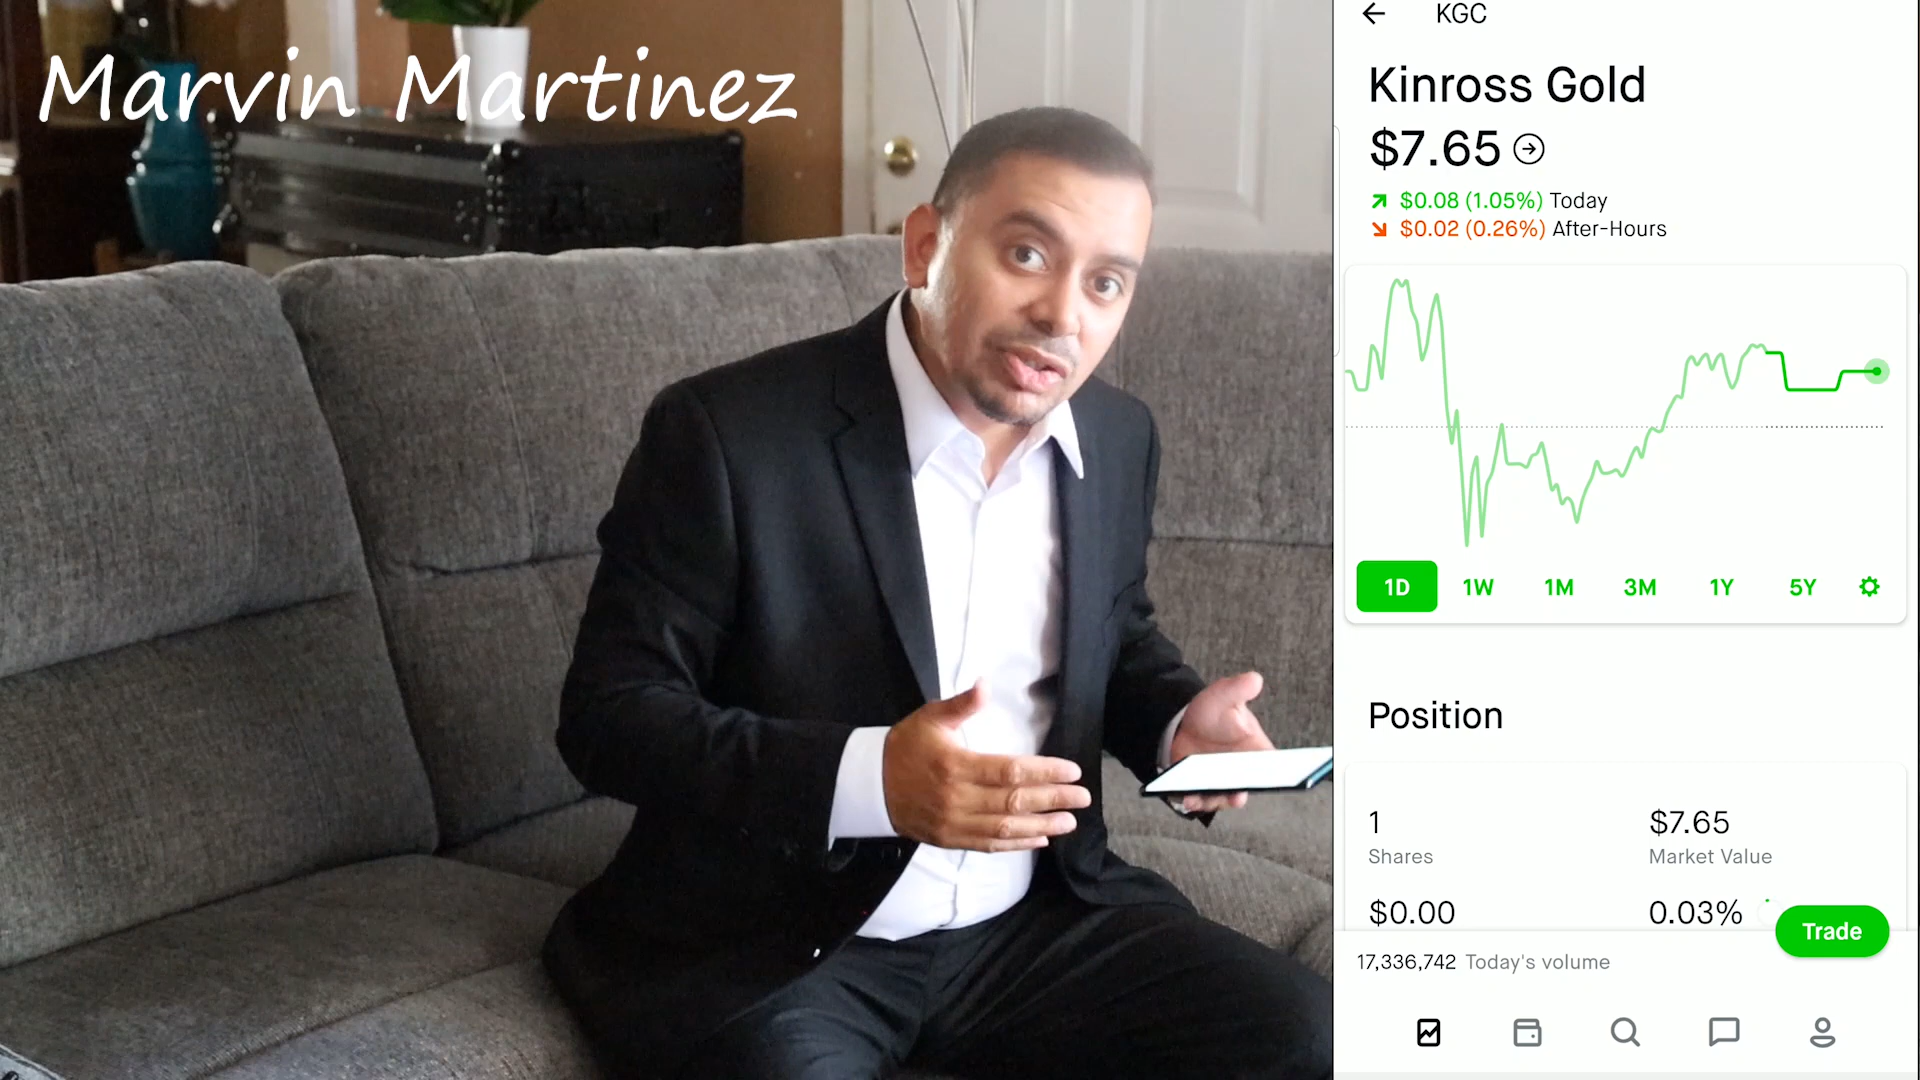 Marvin Martinez
KGC
Kinross Gold
$7.65
$0.08 (1.05%) Today
$0.02 (0.26%) After-Hours
1D 1W 1M 3M 1Y 5Y
Position
1 $7.65
Shares Market Value
$0.00 0.03%
Trade
17,336,742 Today's volume